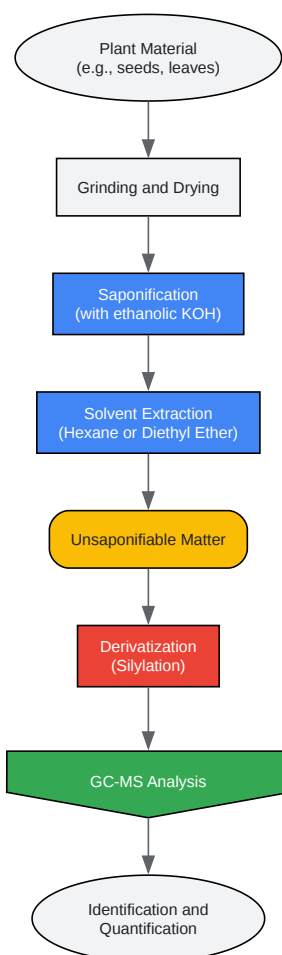 Plant Material
(e.g., seeds, leaves)
Grinding and Drying
Saponification
(with ethanolic KOH)
Solvent Extraction
(Hexane or Diethyl Ether)
Unsaponifiable Matter
Derivatization
(Silylation)
GC-MS Analysis
Identification and
Quantification